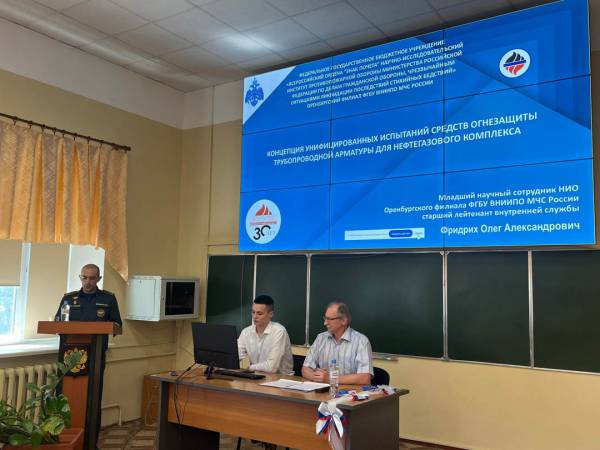 ФЕДЕРАЛЬНОЕ ГОСУДАРСТВЕННОЕ БЮДЖЕТНОЕ УЧРЕЖДЕНИЕ
«ВСЕРОССИЙСКИЙ ОРДЕНА "ЗНАК ПОЧЕТА" НАУЧНО-ИССЛЕДОВАТЕЛЬСКИЙ
ИНСТИТУТ ПРОТИВОПОЖАРНОЙ ОБОРОНЫ МИНИСТЕРСТВА РОССИЙСКОЙ
ФЕДЕРАЦИИ ПО ДЕЛАМ ГРАЖДАНСКОЙ ОБОРОНЫ, ЧРЕЗВЫЧАЙНЫМ
СИТУАЦИЯМ ЛИКВИДАЦИИ ПОСЛЕДСТВИЙ СТИХИЙНЫХ БЕДСТВИЙ»
ОРЕНБУРГСКИЙ ФИЛИАЛ ФГБУ ВНИИПО МЧС РОССИИ
КОНЦЕПЦИЯ УНИФИЦИРОВАННЫХ ИСПЫТАНИЙ СРЕДСТВ ОГНЕЗАЩИТЫ
ТРУБОПРОВОДНОЙ АРМАТУРЫ ДЛЯ НЕФТЕГАЗОВОГО КОМПЛЕКСА
Младший научный сотрудник НИО
Оренбургского филиала ФГБУ ВНИИПО МЧС России
старший лейтенант внутренней службы
Фридрих Олег Александрович
30